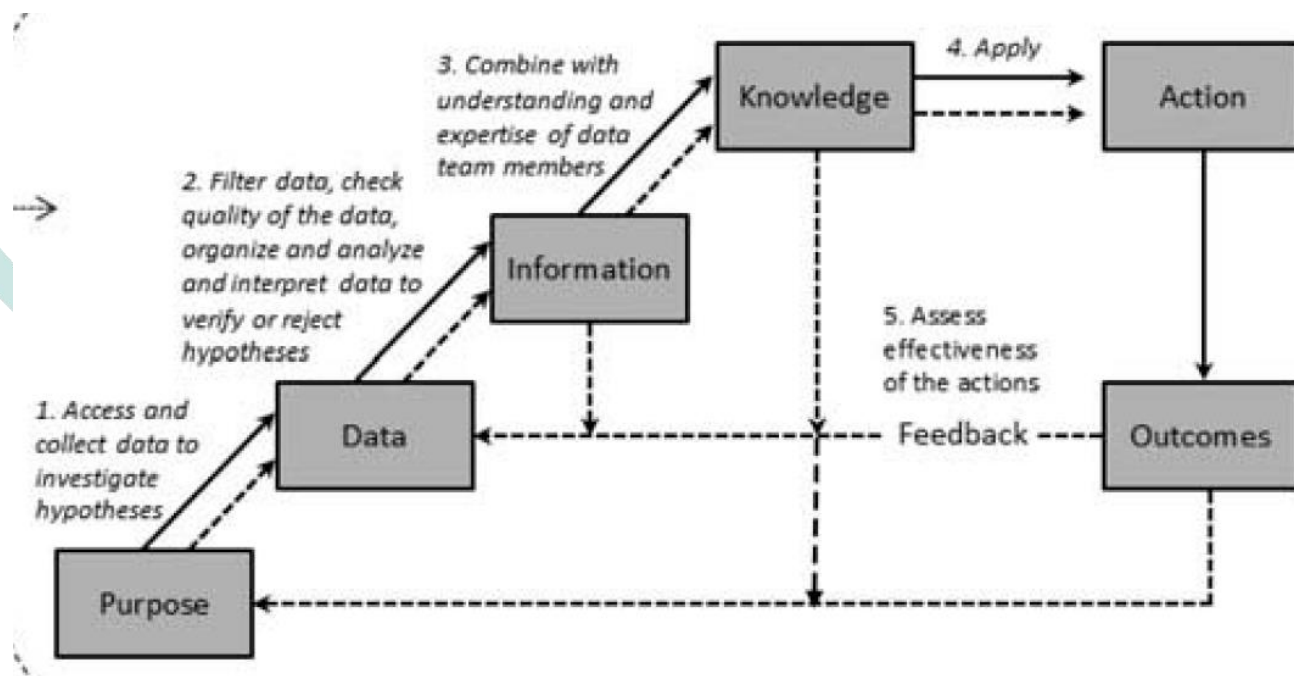 3. Combine with
understanding and
expertise of data
team members
4. Apply
Knowledge
Action
2. Filter data, check
quality of the data,
organize and analyze
and interpret data to
verify or reject
hypotheses
Information
5. Assess
effectiveness
of the actions
1. Access and
collect data to
investigate
hypotheses
Data
Feedback
Outcomes
Purpose